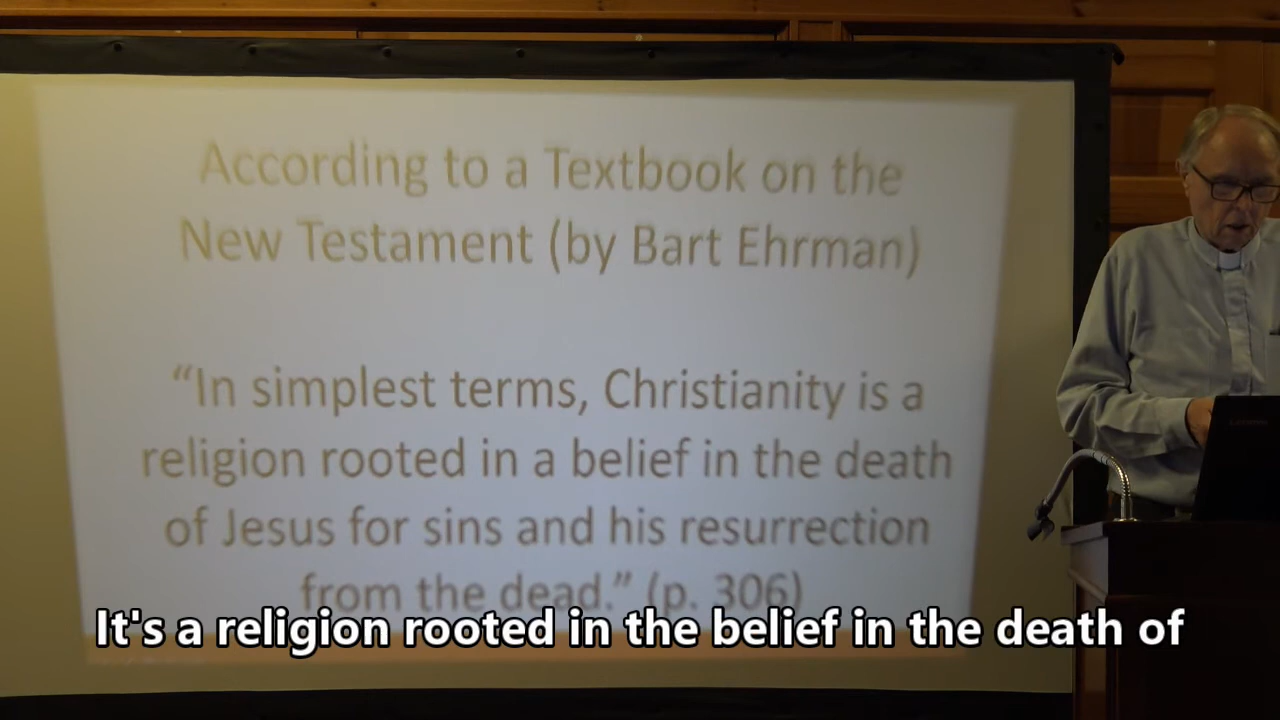 According to a Textbook on the
New Testament (by Bart Ehrman)
“In simplest terms, Christianity is a
religion rooted in a belief in the death
of Jesus for sins and his resurrection
from the dead.” (p. 306)
It's a religion rooted in the belief in the death of